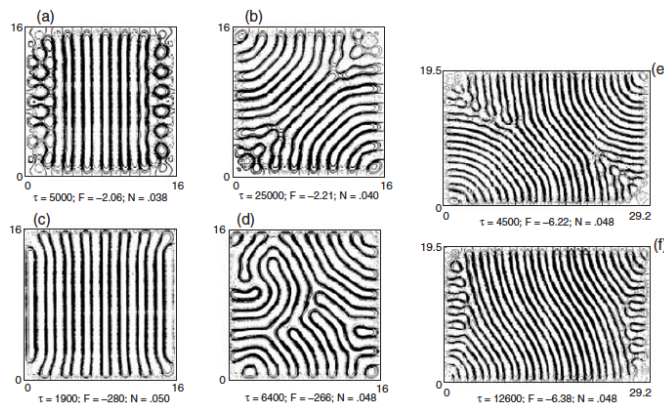 (a)
16
0
0
16
τ = 5000; F = −2.06; N = .038
(b)
16
0
0
16
τ = 25000; F = −2.21; N = .040
(c)
16
0
0
16
τ = 1900; F = −280; N = .050
(d)
16
0
0
16
τ = 6400; F = −266; N = .048
(e)
19.5
0
0
29.2
τ = 4500; F = −6.22; N = .048
(f)
19.5
0
0
29.2
τ = 12600; F = −6.38; N = .048